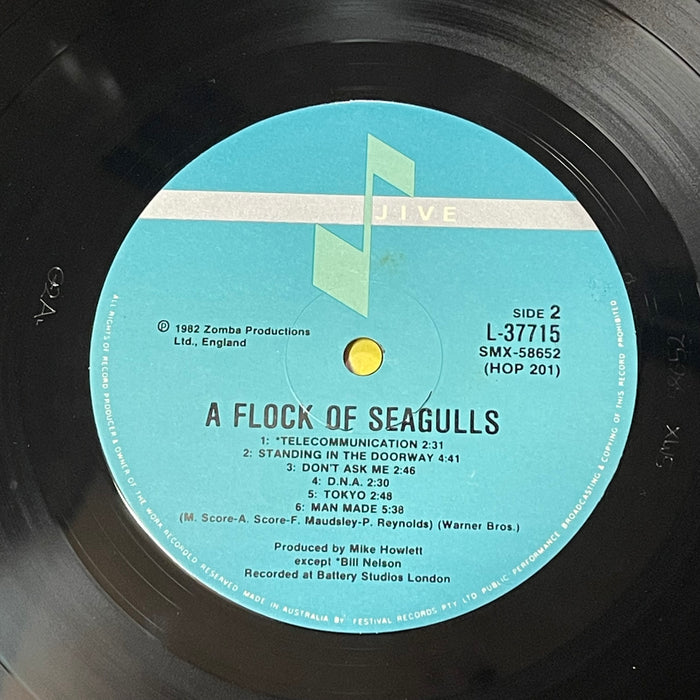 JIVE
℗ 1982 Zomba Productions
Ltd., England
SIDE 2
L-37715
SMX-58652
(HOP 201)
A FLOCK OF SEAGULLS
1: *TELECOMMUNICATION 2:31
2: STANDING IN THE DOORWAY 4:41
3: DON'T ASK ME 2:46
4: D.N.A. 2:30
5: TOKYO 2:48
6: MAN MADE 5:38
(M. Score-A. Score-F. Maudsley-P. Reynolds) (Warner Bros.)
Produced by Mike Howlett
except *Bill Nelson
Recorded at Battery Studios London
ALL RIGHTS OF RECORD PRODUCER & OWNER OF THE WORK RECORDED RESERVED MADE IN AUSTRALIA BY FESTIVAL RECORDS PTY LTD PUBLIC PERFORMANCE BROADCASTING & COPYING OF THIS RECORD PROHIBITED